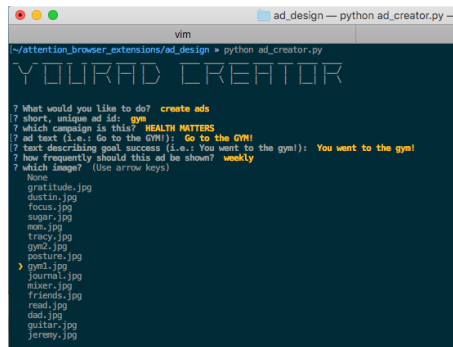 ad_design — python ad_creator.py —
vim
[~/attention_browser_extensions/ad_design » python ad_creator.py
YOURAD CREATOR
? What would you like to do? create ads
[? short, unique ad id: gym
? which campaign is this? HEALTH MATTERS
[? ad text (i.e.: Go to the GYM!): Go to the GYM!
[? text describing goal success (i.e.: You went to the gym!): You went to the gym!
? how frequently should this ad be shown? weekly
? which image? (Use arrow keys)
None
gratitude.jpg
dustin.jpg
focus.jpg
sugar.jpg
mom.jpg
tracy.jpg
gym2.jpg
posture.jpg
❯ gym1.jpg
journal.jpg
mixer.jpg
friends.jpg
read.jpg
dad.jpg
guitar.jpg
jeremy.jpg